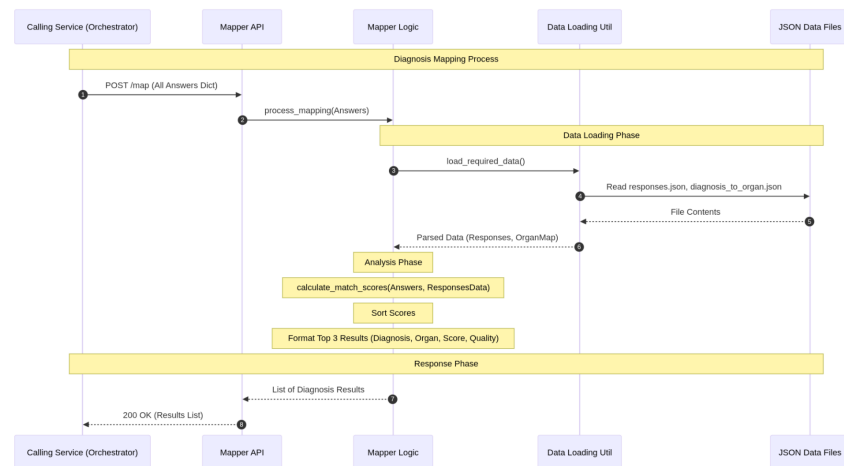 Calling Service (Orchestrator)
Mapper API
Mapper Logic
Data Loading Util
JSON Data Files
Diagnosis Mapping Process
POST /map (All Answers Dict)
1
process_mapping(Answers)
2
Data Loading Phase
load_required_data()
3
Read responses.json, diagnosis_to_organ.json
4
File Contents
5
Parsed Data (Responses, OrganMap)
6
Analysis Phase
calculate_match_scores(Answers, ResponsesData)
Sort Scores
Format Top 3 Results (Diagnosis, Organ, Score, Quality)
Response Phase
List of Diagnosis Results
7
200 OK (Results List)
8
Calling Service (Orchestrator)
Mapper API
Mapper Logic
Data Loading Util
JSON Data Files